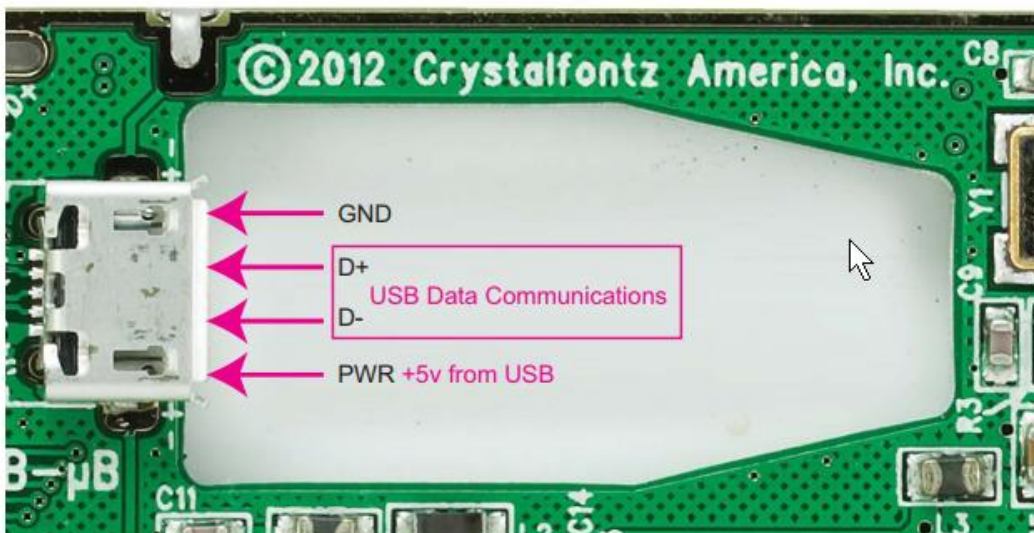 © 2012 Crystalfontz America, Inc.
C8
D+
Y1
GND
D+
USB Data Communications
D-
PWR +5v from USB
C9
R3
B-µB
C11
C14
L2
L3